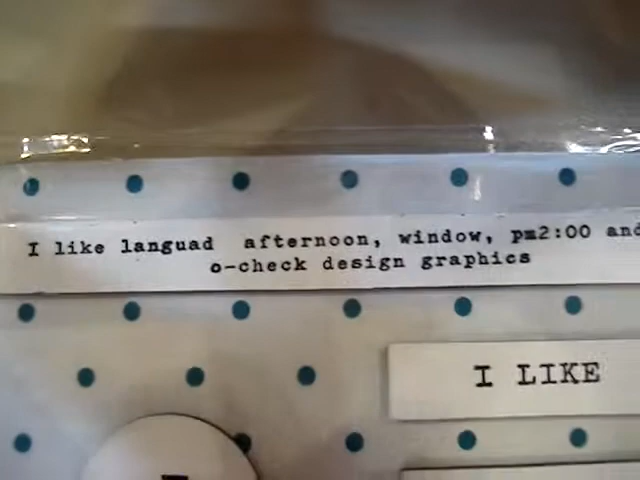 I like languad afternoon, window, pm2:00 and
o-check design graphics
I LIKE